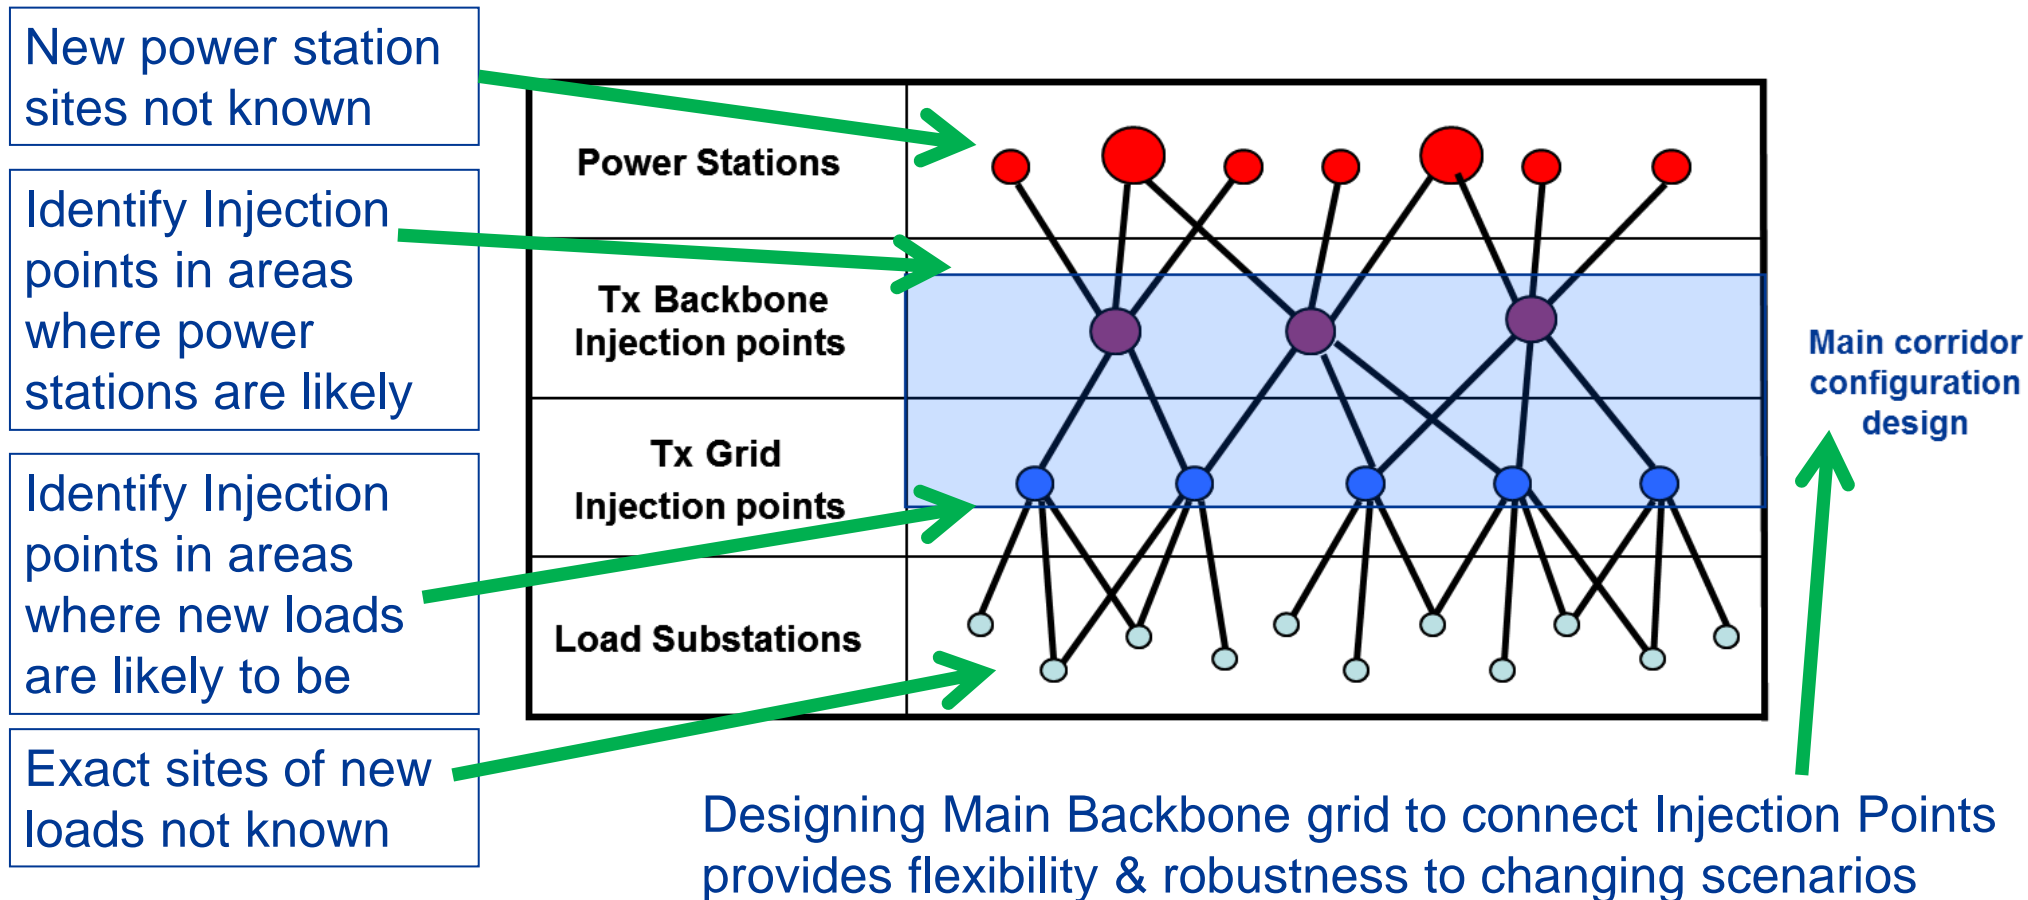 New power station
sites not known
Identify Injection
points in areas
where power
stations are likely
Identify Injection
points in areas
where new loads
are likely to be
Exact sites of new
loads not known
Power Stations
Tx Backbone
Injection points
Tx Grid
Injection points
Load Substations
Main corridor
configuration
design
Designing Main Backbone grid to connect Injection Points
provides flexibility & robustness to changing scenarios